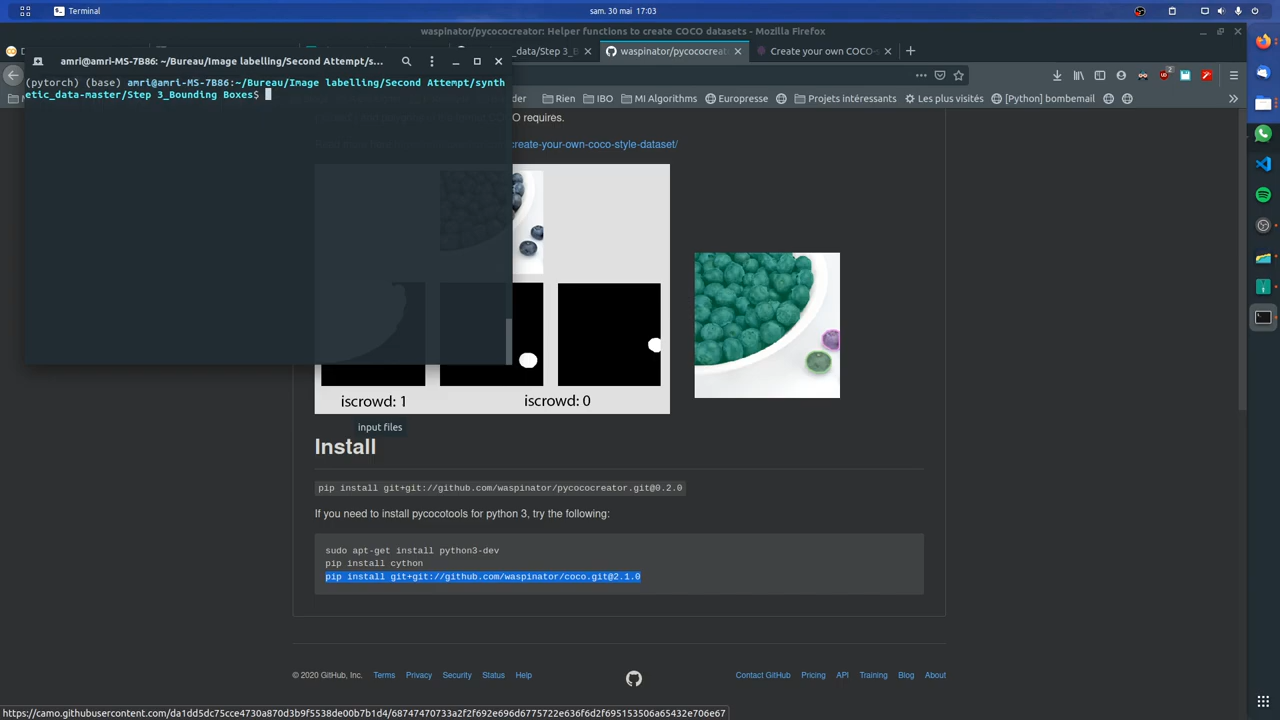 Terminal
sam. 30 mai  17:03
waspinator/pycococreator: Helper functions to create COCO datasets - Mozilla Firefox
amri@amri-MS-7B86: ~/Bureau/Image labelling/Second Attempt/s...
_data/Step 3_B
waspinator/pycococreat
Create your own COCO-s
Rien
IBO
MI Algorithms
Europresse
Projets intéressants
Les plus visités
[Python] bombemail
(pytorch) (base) amri@amri-MS-7B86:~/Bureau/Image labelling/Second Attempt/synth
etic_data-master/Step 3_Bounding Boxes$
requires.
create-your-own-coco-style-dataset/
iscrowd: 1
iscrowd: 0
input files
Install
pip install git+git://github.com/waspinator/pycococreator.git@0.2.0
If you need to install pycocotools for python 3, try the following:
sudo apt-get install python3-dev
pip install cython
pip install git+git://github.com/waspinator/coco.git@2.1.0
© 2020 GitHub, Inc.
Terms
Privacy
Security
Status
Help
Contact GitHub
Pricing
API
Training
Blog
About
https://camo.githubusercontent.com/da1dd5dc75cce4730a870d3b9f5538de00b7b1d4/68747470733a2f2f692e696d6775722e636f6d2f695153506a65432e706e67